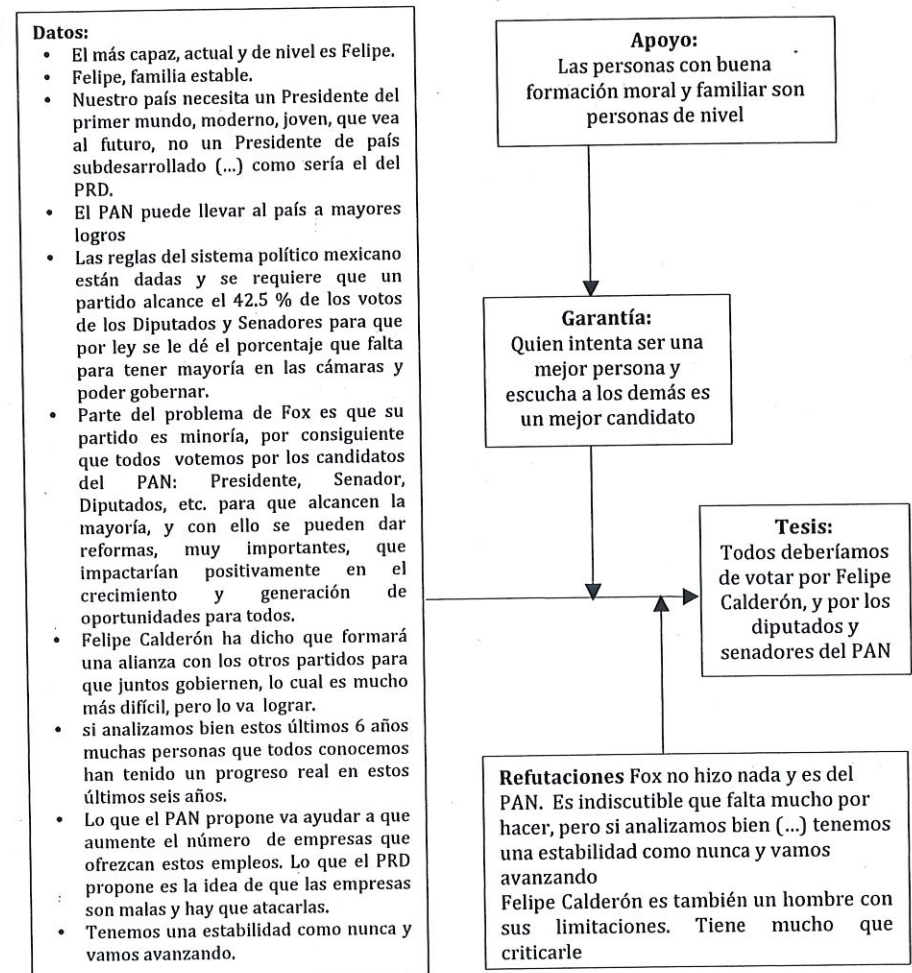 Datos:
• El más capaz, actual y de nivel es Felipe.
• Felipe, familia estable.
• Nuestro país necesita un Presidente del
primer mundo, moderno, joven, que vea
al futuro, no un Presidente de país
subdesarrollado (...) como sería el del
PRD.
• El PAN puede llevar al país a mayores
logros
• Las reglas del sistema político mexicano
están dadas y se requiere que un
partido alcance el 42.5 % de los votos
de los Diputados y Senadores para que
por ley se le dé el porcentaje que falta
para tener mayoría en las cámaras y
poder gobernar.
• Parte del problema de Fox es que su
partido es minoría, por consiguiente
que todos votemos por los candidatos
del PAN: Presidente, Senador,
Diputados, etc. para que alcancen la
mayoría, y con ello se pueden dar
reformas, muy importantes, que
impactarían positivamente en el
crecimiento y generación de
oportunidades para todos.
• Felipe Calderón ha dicho que formará
una alianza con los otros partidos para
que juntos gobiernen, lo cual es mucho
más difícil, pero lo va lograr.
• si analizamos bien estos últimos 6 años
muchas personas que todos conocemos
han tenido un progreso real en estos
últimos seis años.
• Lo que el PAN propone va ayudar a que
aumente el número de empresas que
ofrezcan estos empleos. Lo que el PRD
propone es la idea de que las empresas
son malas y hay que atacarlas.
• Tenemos una estabilidad como nunca y
vamos avanzando.
Apoyo:
Las personas con buena
formación moral y familiar son
personas de nivel
Garantía:
Quien intenta ser una
mejor persona y
escucha a los demás es
un mejor candidato
Tesis:
Todos deberíamos
de votar por Felipe
Calderón, y por los
diputados y
senadores del PAN
Refutaciones Fox no hizo nada y es del
PAN. Es indiscutible que falta mucho por
hacer, pero si analizamos bien (...) tenemos
una estabilidad como nunca y vamos
avanzando
Felipe Calderón es también un hombre con
sus limitaciones. Tiene mucho que
criticarle